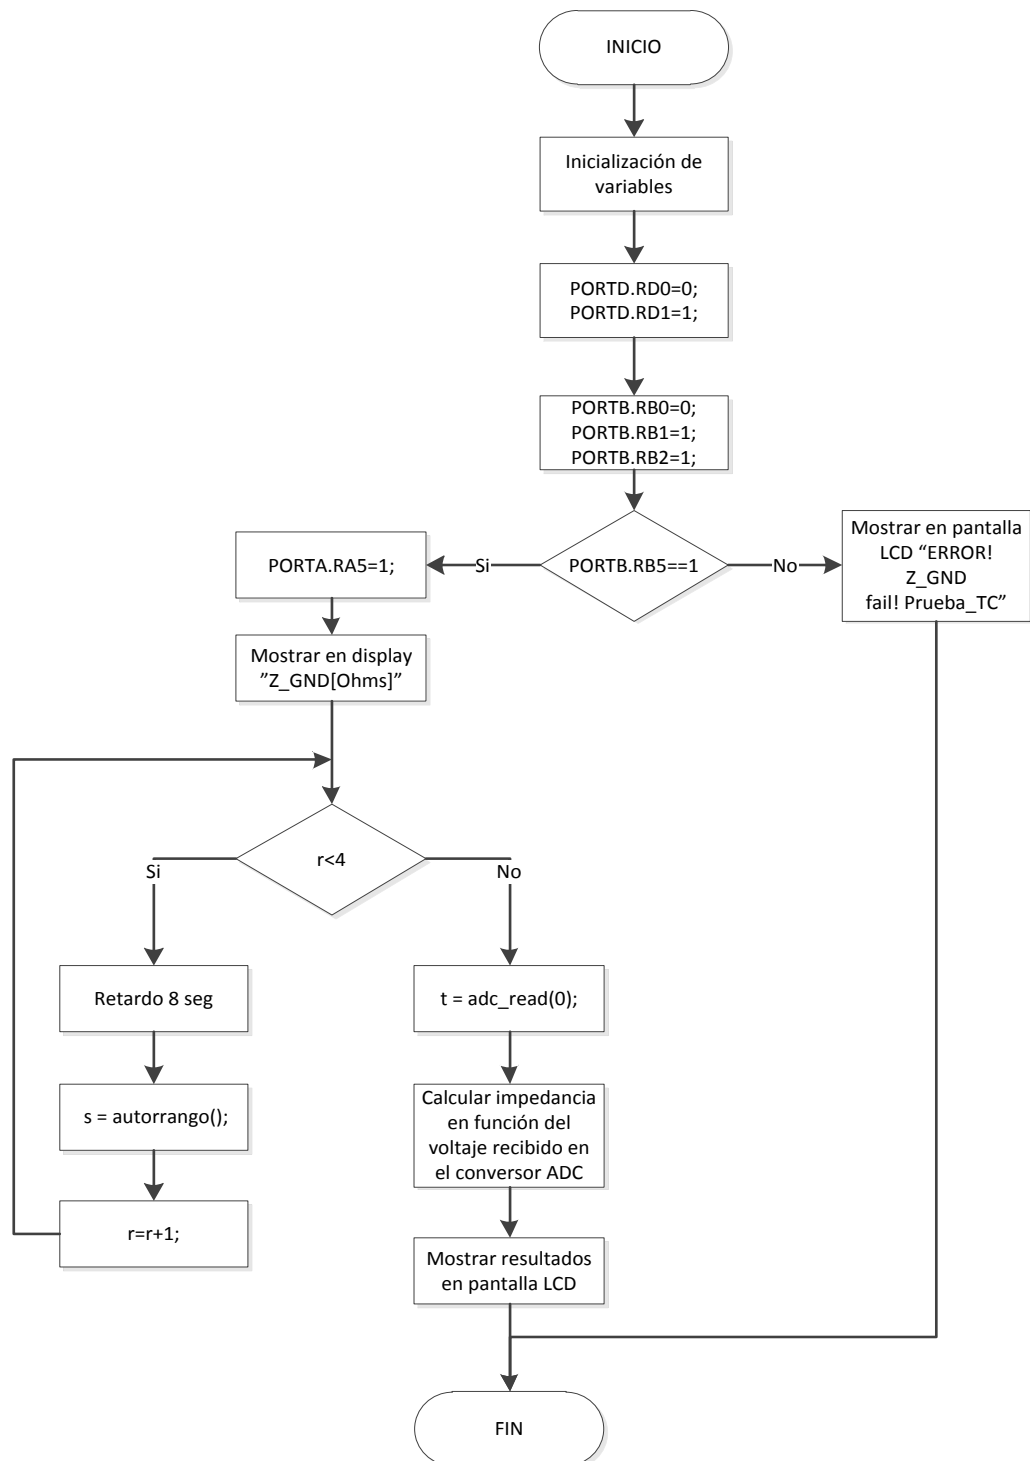 INICIO
Inicialización de
variables
PORTD.RD0=0;
PORTD.RD1=1;
PORTB.RB0=0;
PORTB.RB1=1;
PORTB.RB2=1;
PORTB.RB5==1
Si
No
PORTA.RA5=1;
Mostrar en pantalla
LCD “ERROR!
Z_GND
fail! Prueba_TC”
Mostrar en display
”Z_GND[Ohms]”
r<4
Si
No
Retardo 8 seg
s = autorrango();
r=r+1;
t = adc_read(0);
Calcular impedancia
en función del
voltaje recibido en
el conversor ADC
Mostrar resultados
en pantalla LCD
FIN